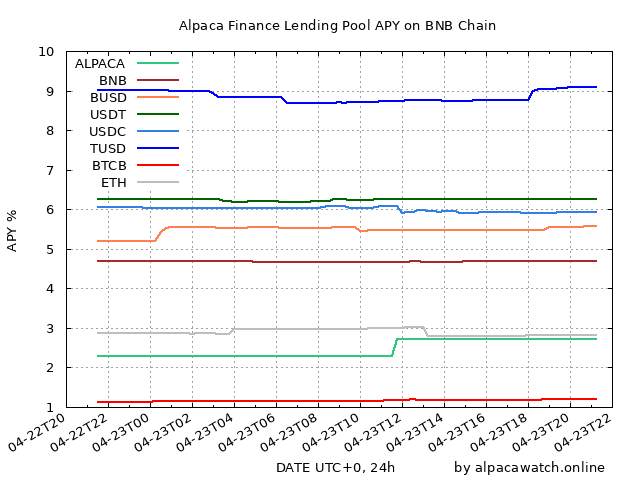 Alpaca Finance Lending Pool APY on BNB Chain
10
9
8
7
6
5
4
3
2
1
APY %
ALPACA
BNB
BUSD
USDT
USDC
TUSD
BTCB
ETH
04-22T20
04-22T22
04-23T00
04-23T02
04-23T04
04-23T06
04-23T08
04-23T10
04-23T12
04-23T14
04-23T16
04-23T18
04-23T20
04-23T22
DATE UTC+0, 24h
by alpacawatch.online